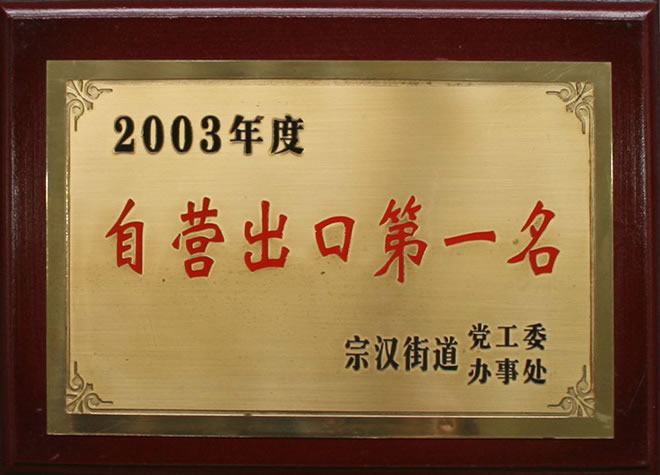 2003年度
自营出口第一名
宗汉街道 党工委
办事处